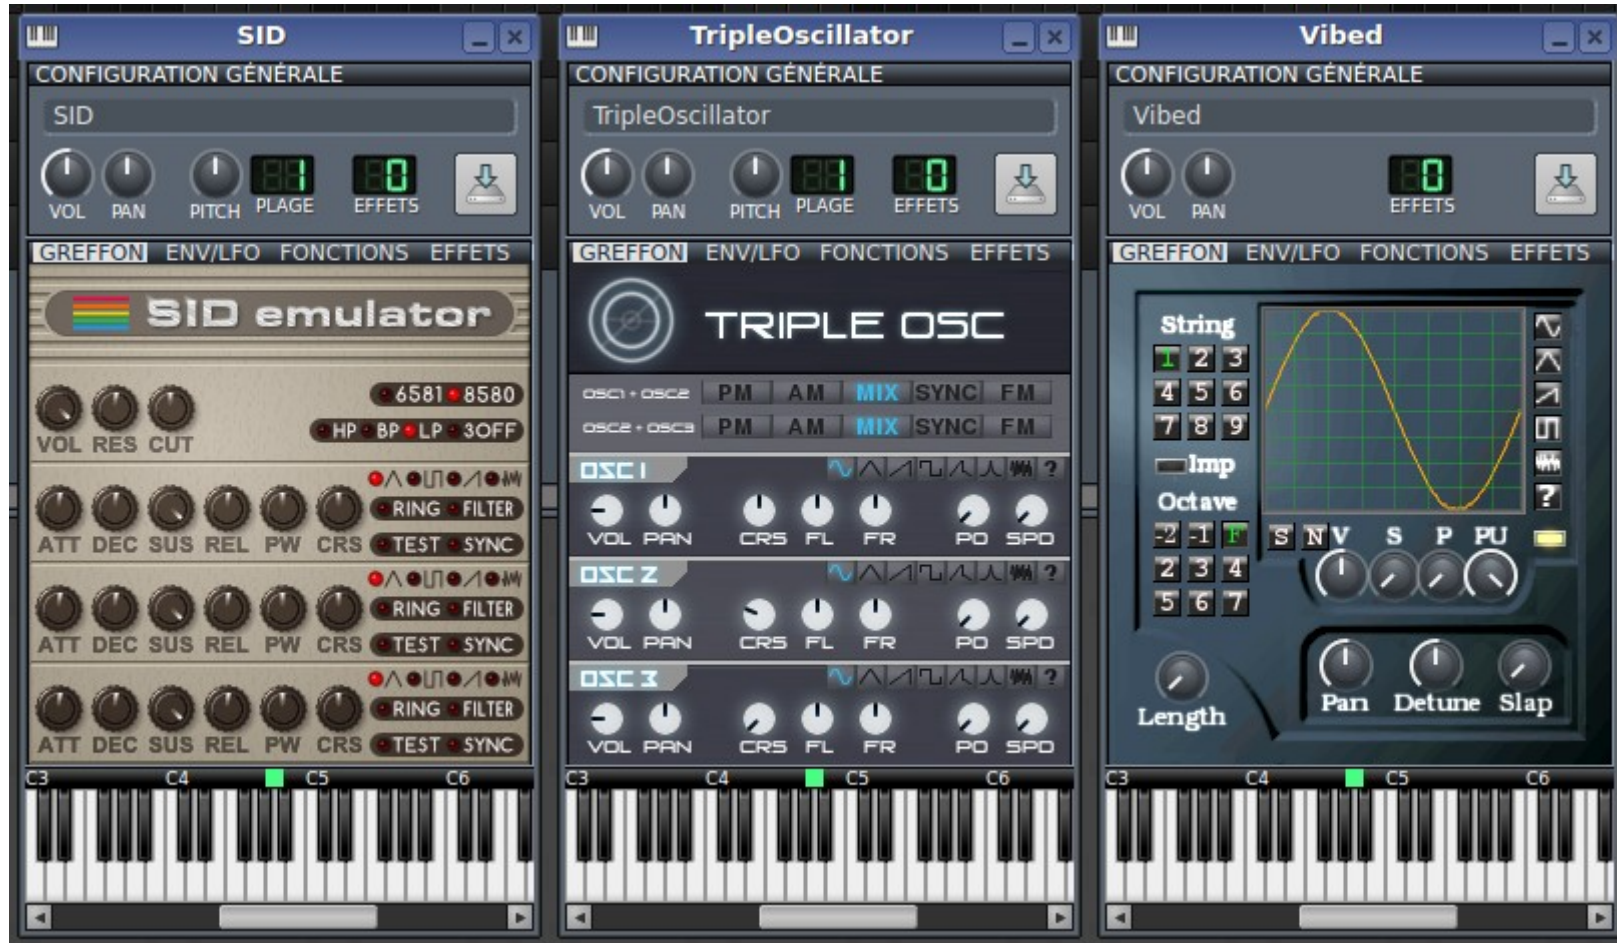 SID
CONFIGURATION GÉNÉRALE
SID
VOL PAN PITCH PLAGE EFFETS
1 0
GREFFON ENV/LFO FONCTIONS EFFETS
SID emulator
6581 8580
HP BP LP 3OFF
VOL RES CUT
RING FILTER
ATT DEC SUS REL PW CRS TEST SYNC
RING FILTER
ATT DEC SUS REL PW CRS TEST SYNC
RING FILTER
ATT DEC SUS REL PW CRS TEST SYNC
C3 C4 C5 C6
TripleOscillator
CONFIGURATION GÉNÉRALE
TripleOscillator
VOL PAN PITCH PLAGE EFFETS
1 0
GREFFON ENV/LFO FONCTIONS EFFETS
TRIPLE OSC
OSC1 + OSC2 PM AM MIX SYNC FM
OSC2 + OSC3 PM AM MIX SYNC FM
OSC 1 ?
VOL PAN CRS FL FR PO SPD
OSC 2 ?
VOL PAN CRS FL FR PO SPD
OSC 3 ?
VOL PAN CRS FL FR PO SPD
C3 C4 C5 C6
Vibed
CONFIGURATION GÉNÉRALE
Vibed
VOL PAN EFFETS
0
GREFFON ENV/LFO FONCTIONS EFFETS
String
1 2 3
4 5 6
7 8 9
Imp
Octave ?
-2 -1 F S N V S P PU
2 3 4
5 6 7
Length Pan Detune Slap
C3 C4 C5 C6